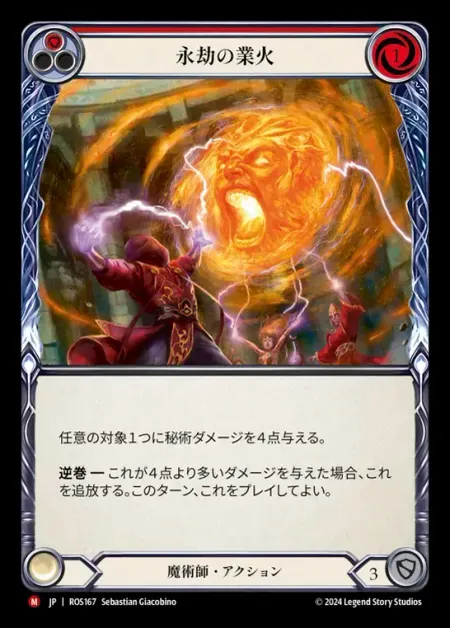 永劫の業火
1
任意の対象1つに秘術ダメージを4点与える。
逆巻 ― これが4点より多いダメージを与えた場合、これ
を追放する。このターン、これをプレイしてよい。
魔術師・アクション
3
M JP | ROS167 Sebastian Giacobino
© 2024 Legend Story Studios